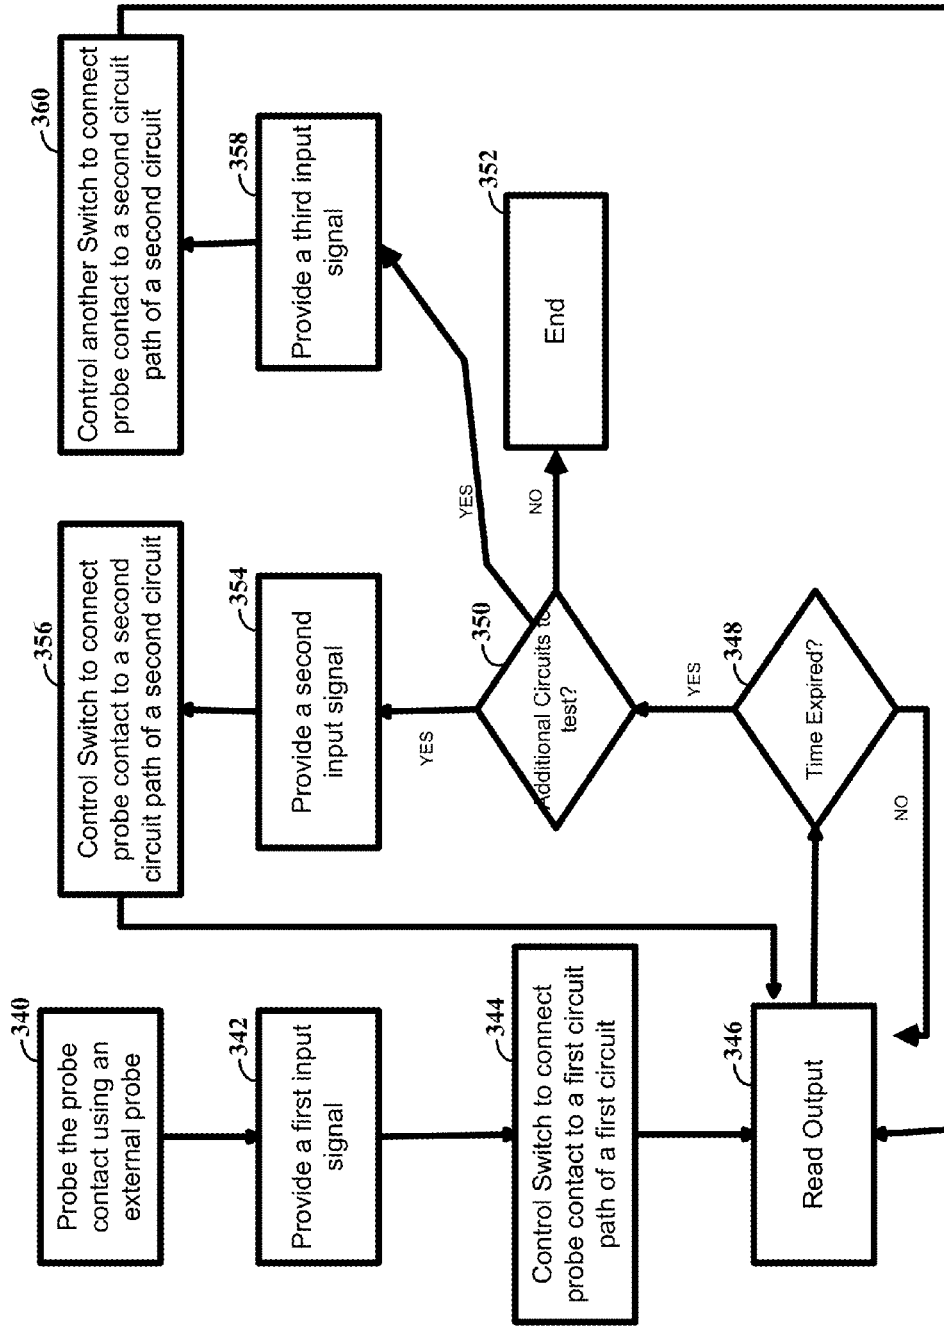 340
Probe the probe
contact using an
external probe
342
Provide a first input
signal
344
Control Switch to connect
probe contact to a first circuit
path of a first circuit
346
Read Output
348
Time Expired?
NO
YES
350
Additional Circuits to
test?
NO
352
End
YES
354
Provide a second
input signal
356
Control Switch to connect
probe contact to a second
circuit path of a second circuit
YES
358
Provide a third input
signal
360
Control another Switch to connect
probe contact to a second circuit
path of a second circuit